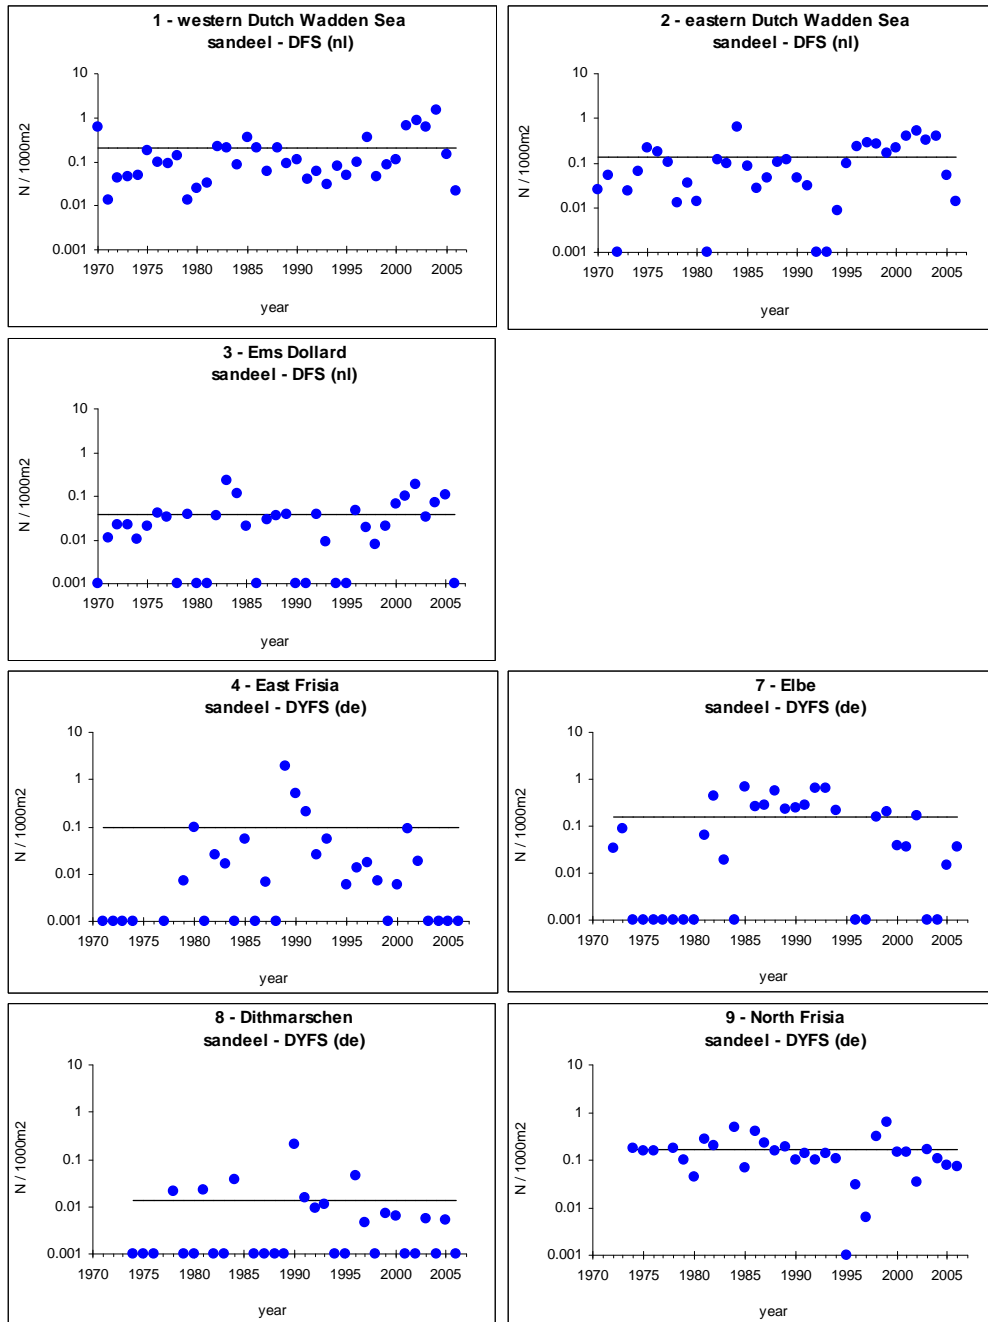 1 - western Dutch Wadden Sea
sandeel - DFS (nl)
10
1
0.1
0.01
0.001
N / 1000m2
1970 1975 1980 1985 1990 1995 2000 2005
year
2 - eastern Dutch Wadden Sea
sandeel - DFS (nl)
10
1
0.1
0.01
0.001
N / 1000m2
1970 1975 1980 1985 1990 1995 2000 2005
year
3 - Ems Dollard
sandeel - DFS (nl)
10
1
0.1
0.01
0.001
N / 1000m2
1970 1975 1980 1985 1990 1995 2000 2005
year
4 - East Frisia
sandeel - DYFS (de)
10
1
0.1
0.01
0.001
N / 1000m2
1970 1975 1980 1985 1990 1995 2000 2005
year
7 - Elbe
sandeel - DYFS (de)
10
1
0.1
0.01
0.001
N / 1000m2
1970 1975 1980 1985 1990 1995 2000 2005
year
8 - Dithmarschen
sandeel - DYFS (de)
10
1
0.1
0.01
0.001
N / 1000m2
1970 1975 1980 1985 1990 1995 2000 2005
year
9 - North Frisia
sandeel - DYFS (de)
10
1
0.1
0.01
0.001
N / 1000m2
1970 1975 1980 1985 1990 1995 2000 2005
year